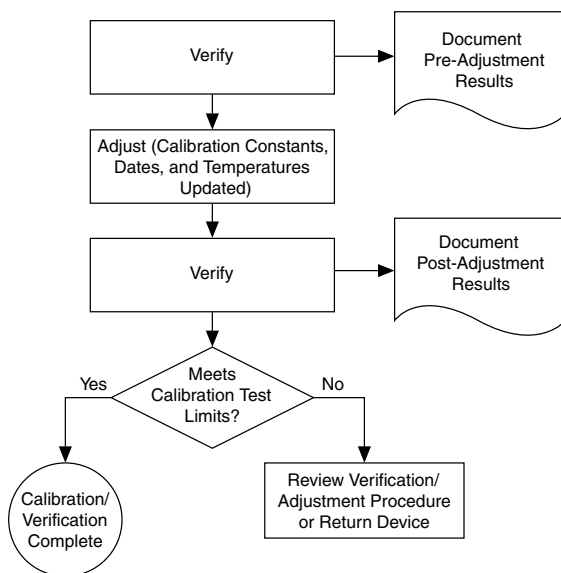 Verify
Document
Pre-Adjustment
Results
Adjust (Calibration Constants,
Dates, and Temperatures
Updated)
Verify
Document
Post-Adjustment
Results
Meets
Calibration Test
Limits?
Yes
No
Calibration/
Verification
Complete
Review Verification/
Adjustment Procedure
or Return Device